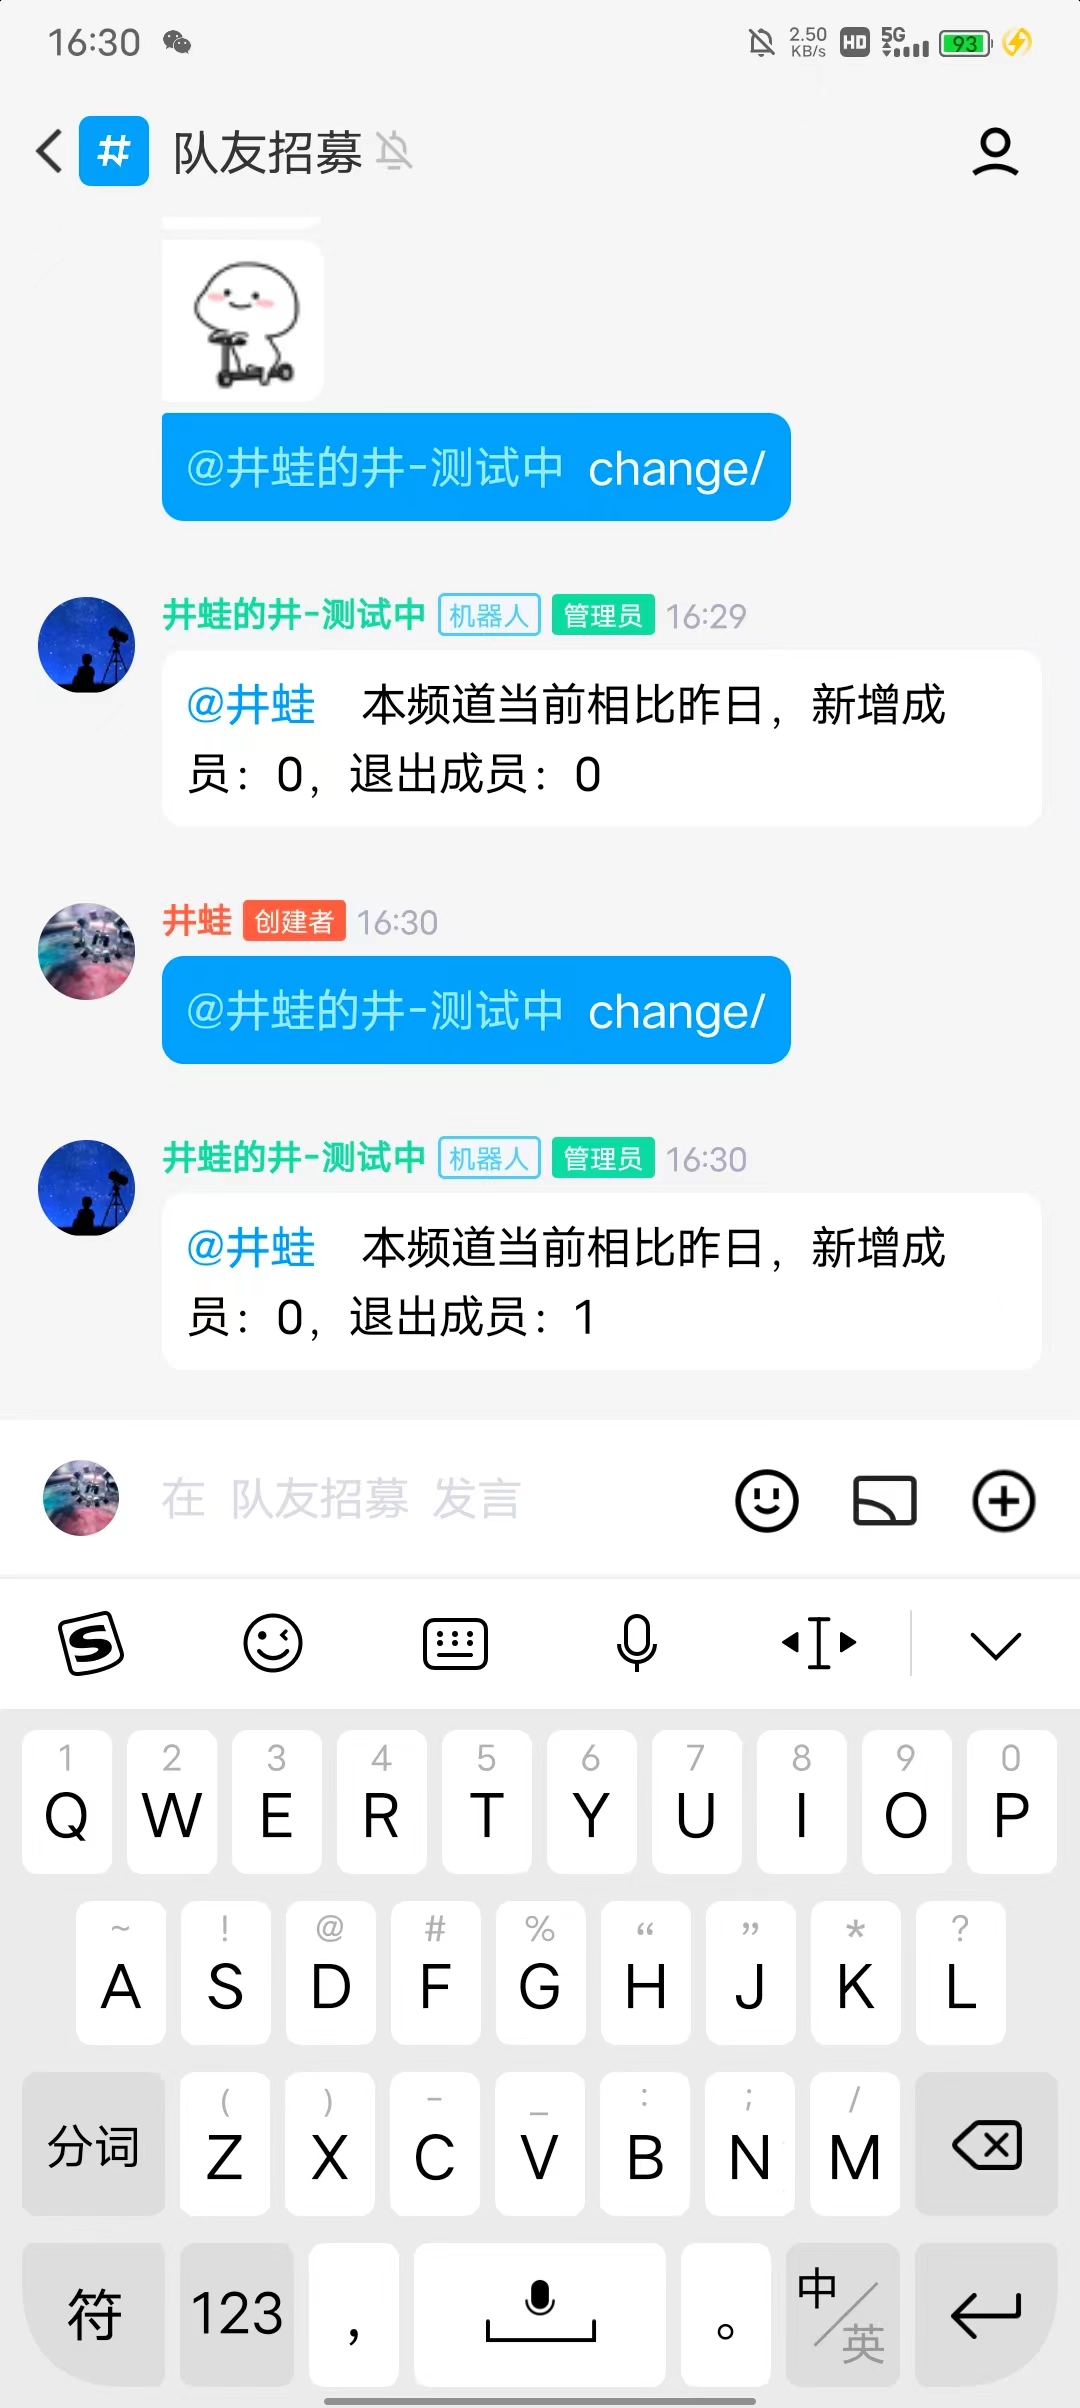 16:30 2.50 KB/s HD 5G 93
# 队友招募
@井蛙的井-测试中 change/
井蛙的井-测试中 机器人 管理员 16:29
@井蛙 本频道当前相比昨日，新增成
员：0，退出成员：0
井蛙 创建者 16:30
@井蛙的井-测试中 change/
井蛙的井-测试中 机器人 管理员 16:30
@井蛙 本频道当前相比昨日，新增成
员：0，退出成员：1
在 队友招募 发言
S
1 2 3 4 5 6 7 8 9 0
Q W E R T Y U I O P
~ ! @ # % “ ” * ?
A S D F G H J K L
( ) - _ : ; /
分词 Z X C V B N M
符 123 ， 。 中/英